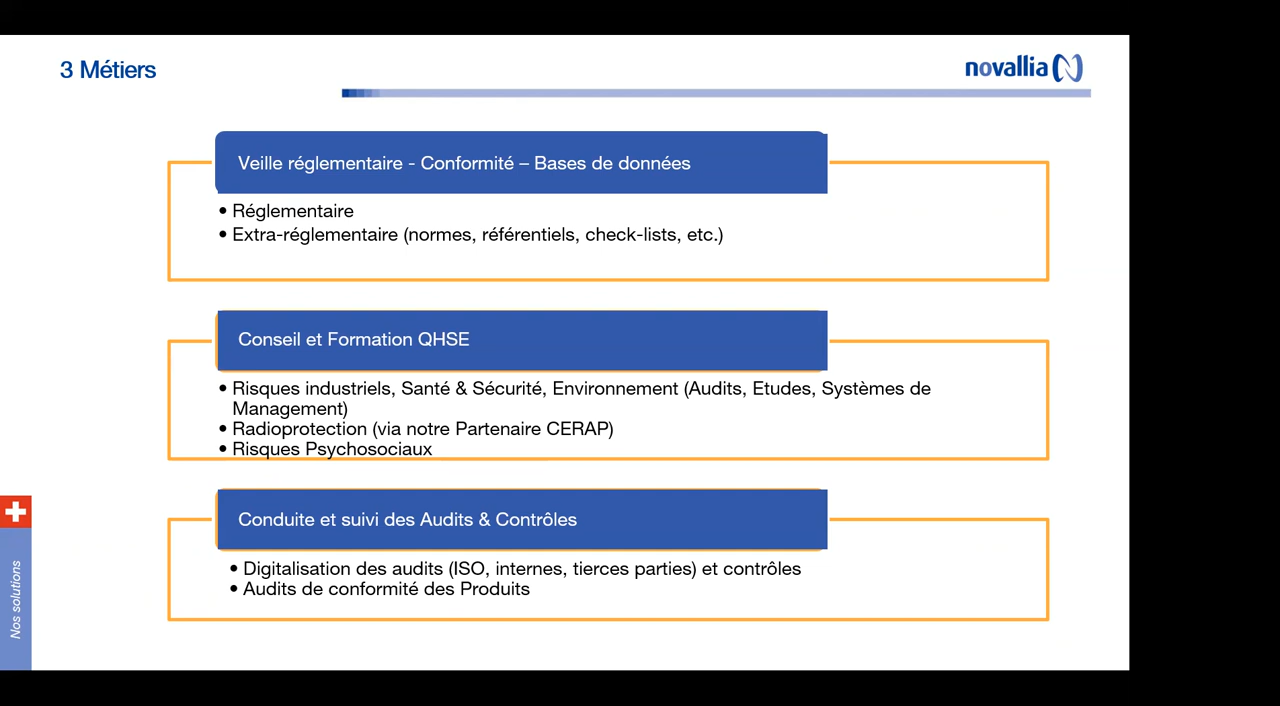 3 Métiers
novallia
Veille réglementaire - Conformité – Bases de données
• Réglementaire
• Extra-réglementaire (normes, référentiels, check-lists, etc.)
Conseil et Formation QHSE
• Risques industriels, Santé & Sécurité, Environnement (Audits, Etudes, Systèmes de
Management)
• Radioprotection (via notre Partenaire CERAP)
• Risques Psychosociaux
Conduite et suivi des Audits & Contrôles
• Digitalisation des audits (ISO, internes, tierces parties) et contrôles
• Audits de conformité des Produits
Nos solutions